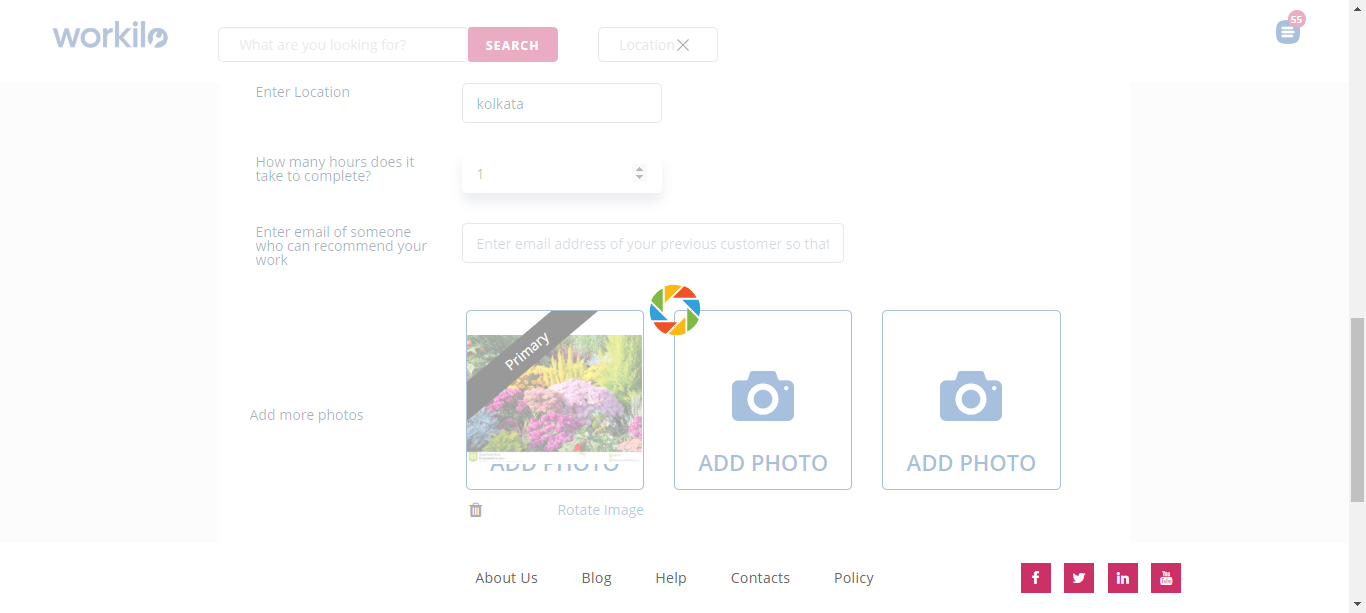 workilo
What are you looking for?
SEARCH
Location
55
Enter Location
kolkata
How many hours does it
take to complete?
1
Enter email of someone
who can recommend your
work
Enter email address of your previous customer so that
Add more photos
Primary
ADD PHOTO
ADD PHOTO
ADD PHOTO
Rotate Image
About Us
Blog
Help
Contacts
Policy
f
in
You
Tube